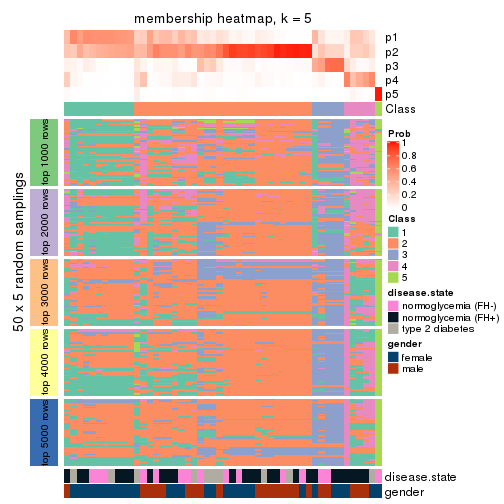 membership heatmap, k = 5
p1
p2
p3
p4
p5
Class
50 x 5 random samplings
top 1000 rows
top 2000 rows
top 3000 rows
top 4000 rows
top 5000 rows
Prob
1
0.8
0.6
0.4
0.2
0
Class
1
2
3
4
5
disease.state
normoglycemia (FH-)
normoglycemia (FH+)
type 2 diabetes
gender
female
male
disease.state
gender